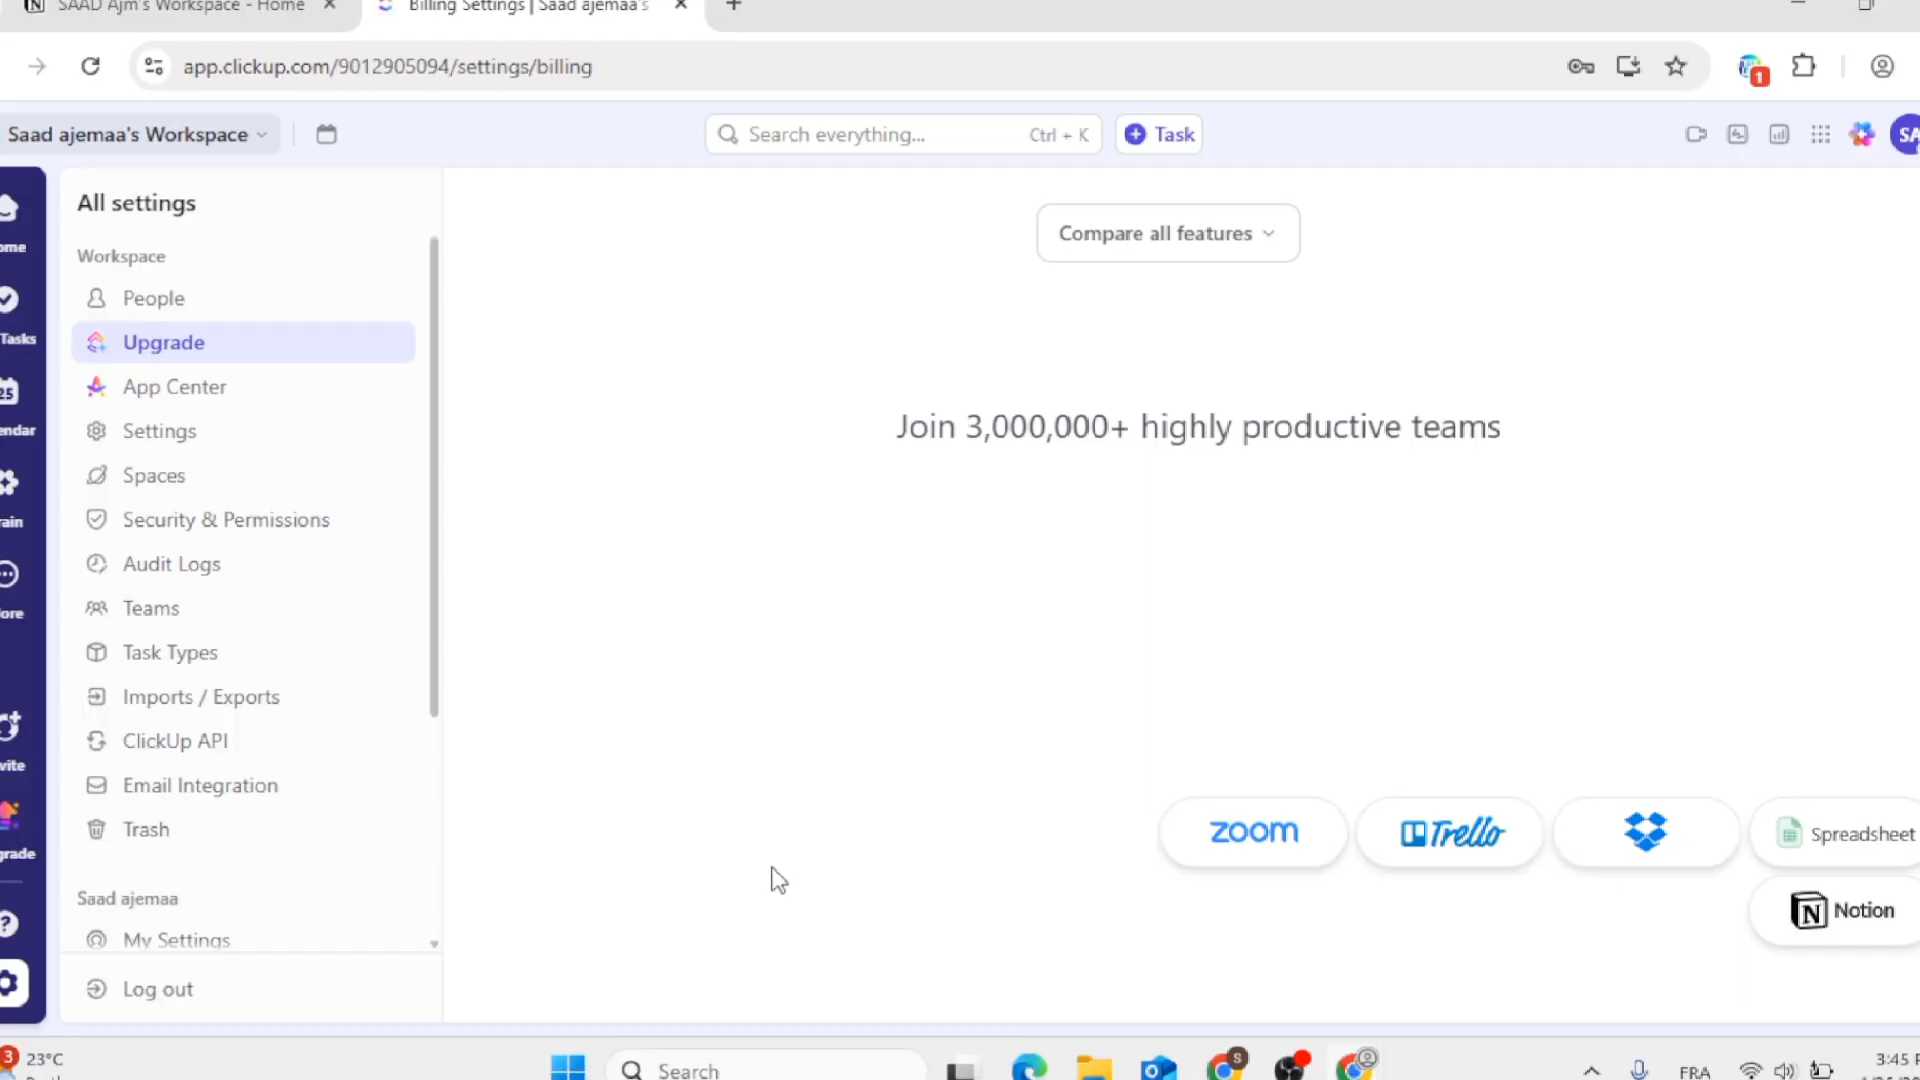 SAAD Ajm's Workspace - Home
Billing Settings | Saad ajemaa's
app.clickup.com/9012905094/settings/billing
1
Saad ajemaa's Workspace
Search everything...
Ctrl + K
Task
SA
All settings
Workspace
People
Upgrade
App Center
Settings
Spaces
Security & Permissions
Audit Logs
Teams
Task Types
Imports / Exports
ClickUp API
Email Integration
Trash
Saad ajemaa
My Settings
Log out
ome
Tasks
25
endar
rain
ore
vite
grade
Compare all features
Join 3,000,000+ highly productive teams
zoom
Trello
Spreadsheet
Notion
3
23°C
Search
S
FRA
3:45 P